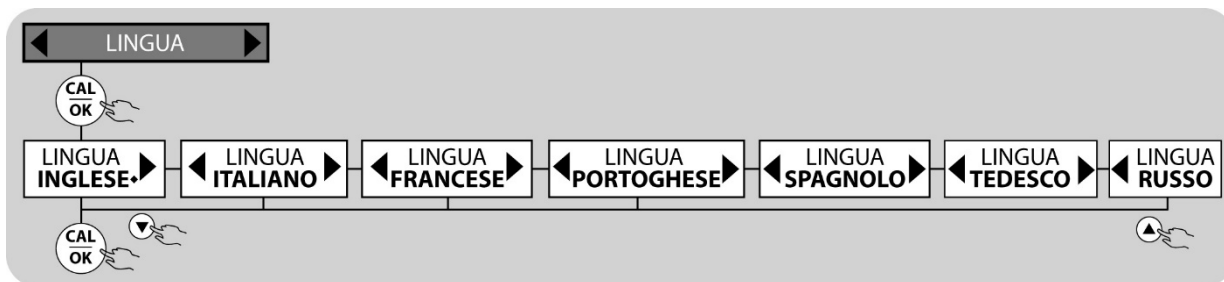 LINGUA
CAL
OK
LINGUA
INGLESE
LINGUA
ITALIANO
LINGUA
FRANCESE
LINGUA
PORTOGHESE
LINGUA
SPAGNOLO
LINGUA
TEDESCO
LINGUA
RUSSO
CAL
OK